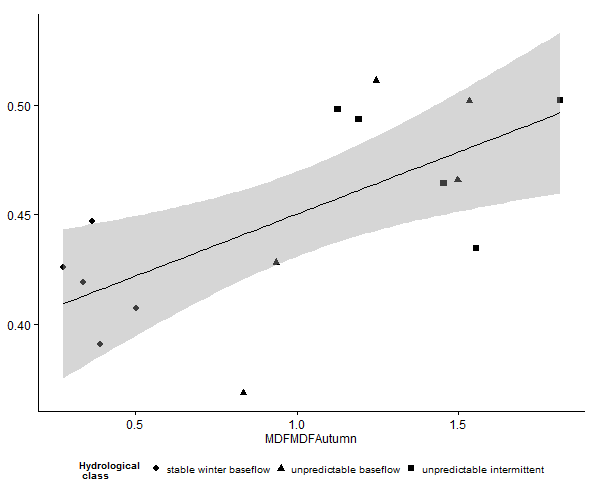 0.50
0.45
0.40
0.5 1.0 1.5
MDFMDFAutumn
Hydrological
class
stable winter baseflow unpredictable baseflow unpredictable intermittent